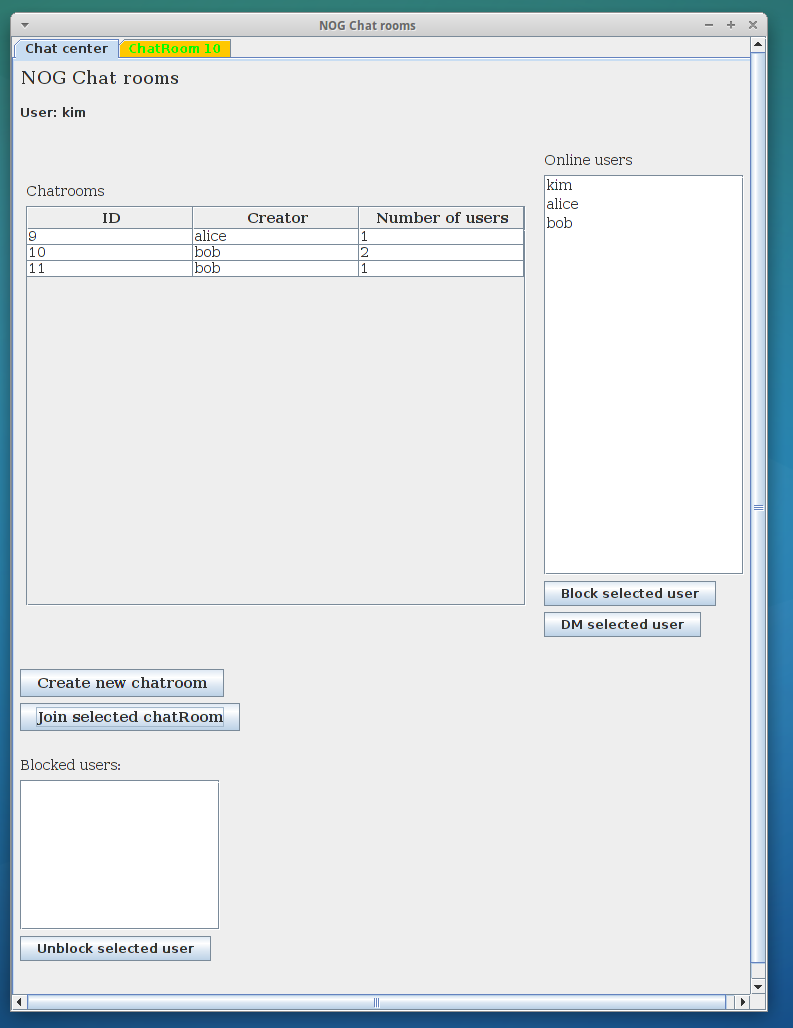 NOG Chat rooms
Chat center ChatRoom 10
NOG Chat rooms
User: kim
Chatrooms
ID Creator Number of users
9 alice 1
10 bob 2
11 bob 1
Online users
kim
alice
bob
Block selected user
DM selected user
Create new chatroom
Join selected chatRoom
Blocked users:
Unblock selected user